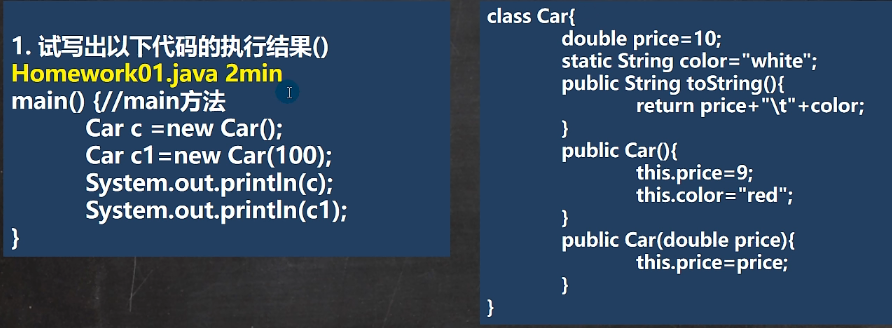 1. 试写出以下代码的执行结果()
Homework01.java 2min
main() {//main方法
Car c =new Car();
Car c1=new Car(100);
System.out.println(c);
System.out.println(c1);
}
class Car{
double price=10;
static String color="white";
public String toString(){
return price+"\t"+color;
}
public Car(){
this.price=9;
this.color="red";
}
public Car(double price){
this.price=price;
}
}